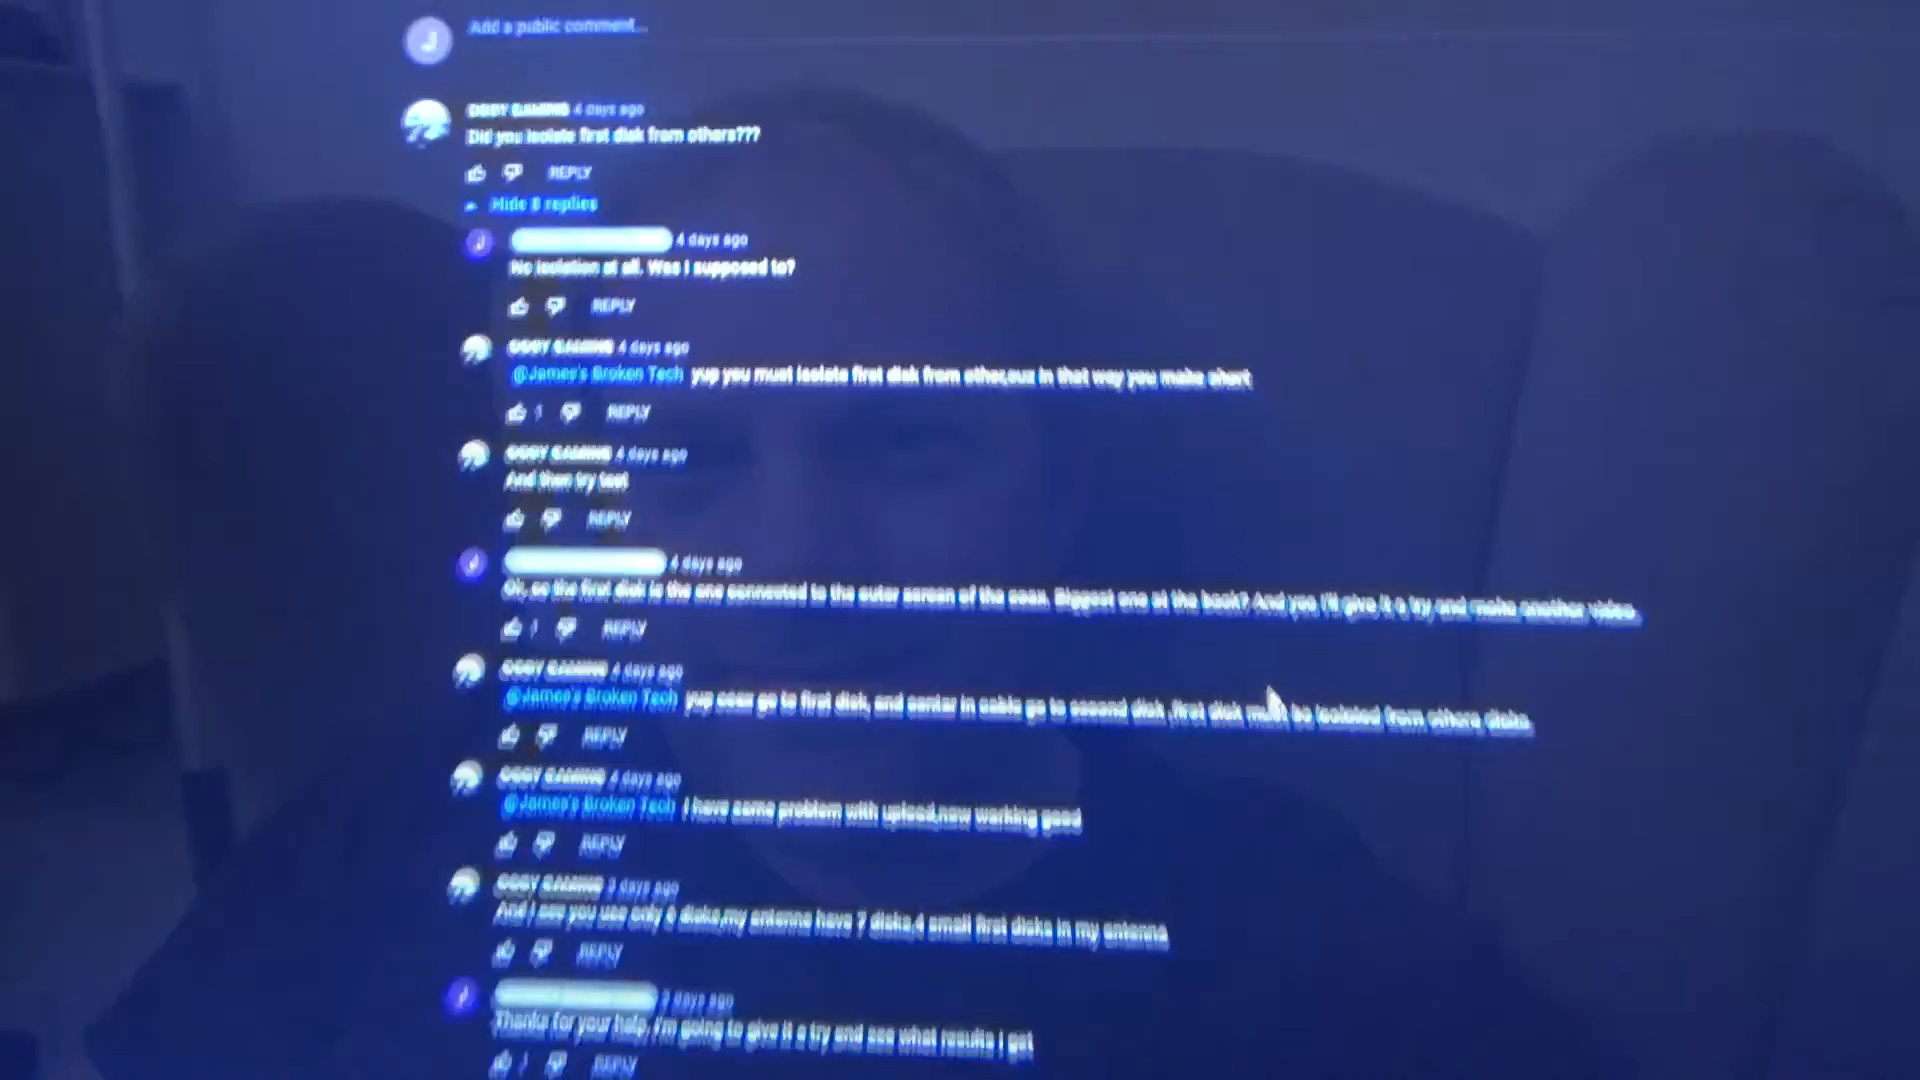 Add a public comment...
OGGY GAMING 4 days ago
Did you isolate first disk from others???
REPLY
Hide 8 replies
4 days ago
No isolation at all. Was I supposed to?
REPLY
OGGY GAMING 4 days ago
@James's Broken Tech yup you must isolate first disk from other,cuz in that way you make short
1 REPLY
OGGY GAMING 4 days ago
And then try test
REPLY
4 days ago
Ok, so the first disk is the one connected to the outer screen of the coax. Biggest one at the back? And yes I'll give it a try and make another video.
1 REPLY
OGGY GAMING 4 days ago
@James's Broken Tech yup coax go to first disk, and center in cable go to second disk ,first disk must be isolated from others disks
REPLY
OGGY GAMING 4 days ago
@James's Broken Tech I have same problem with upload,now working good
REPLY
OGGY GAMING 3 days ago
And I see you use only 6 disks,my antenna have 7 disks,4 small first disks in my antenna
REPLY
3 days ago
Thanks for your help, I'm going to give it a try and see what results I get
1 REPLY